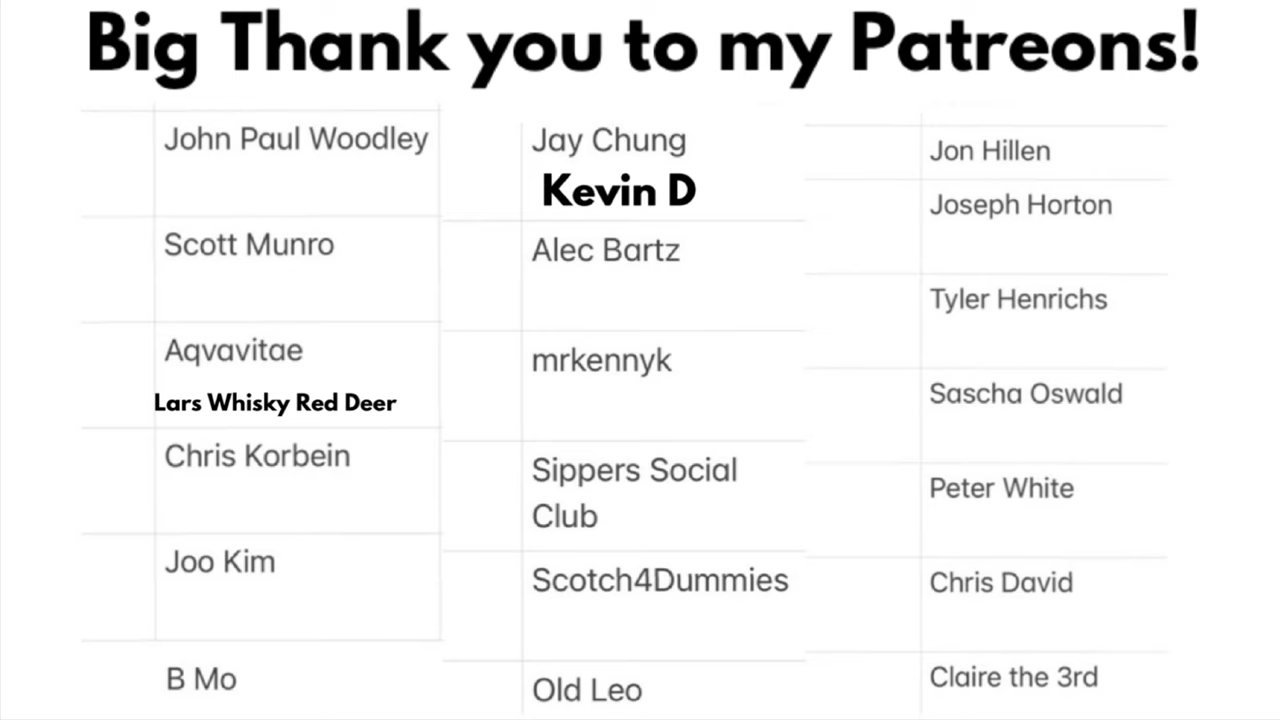 Big Thank you to my Patreons!
John Paul Woodley
Scott Munro
Aqvavitae
Lars Whisky Red Deer
Chris Korbein
Joo Kim
B Mo
Jay Chung
Kevin D
Alec Bartz
mrkennyk
Sippers Social
Club
Scotch4Dummies
Old Leo
Jon Hillen
Joseph Horton
Tyler Henrichs
Sascha Oswald
Peter White
Chris David
Claire the 3rd